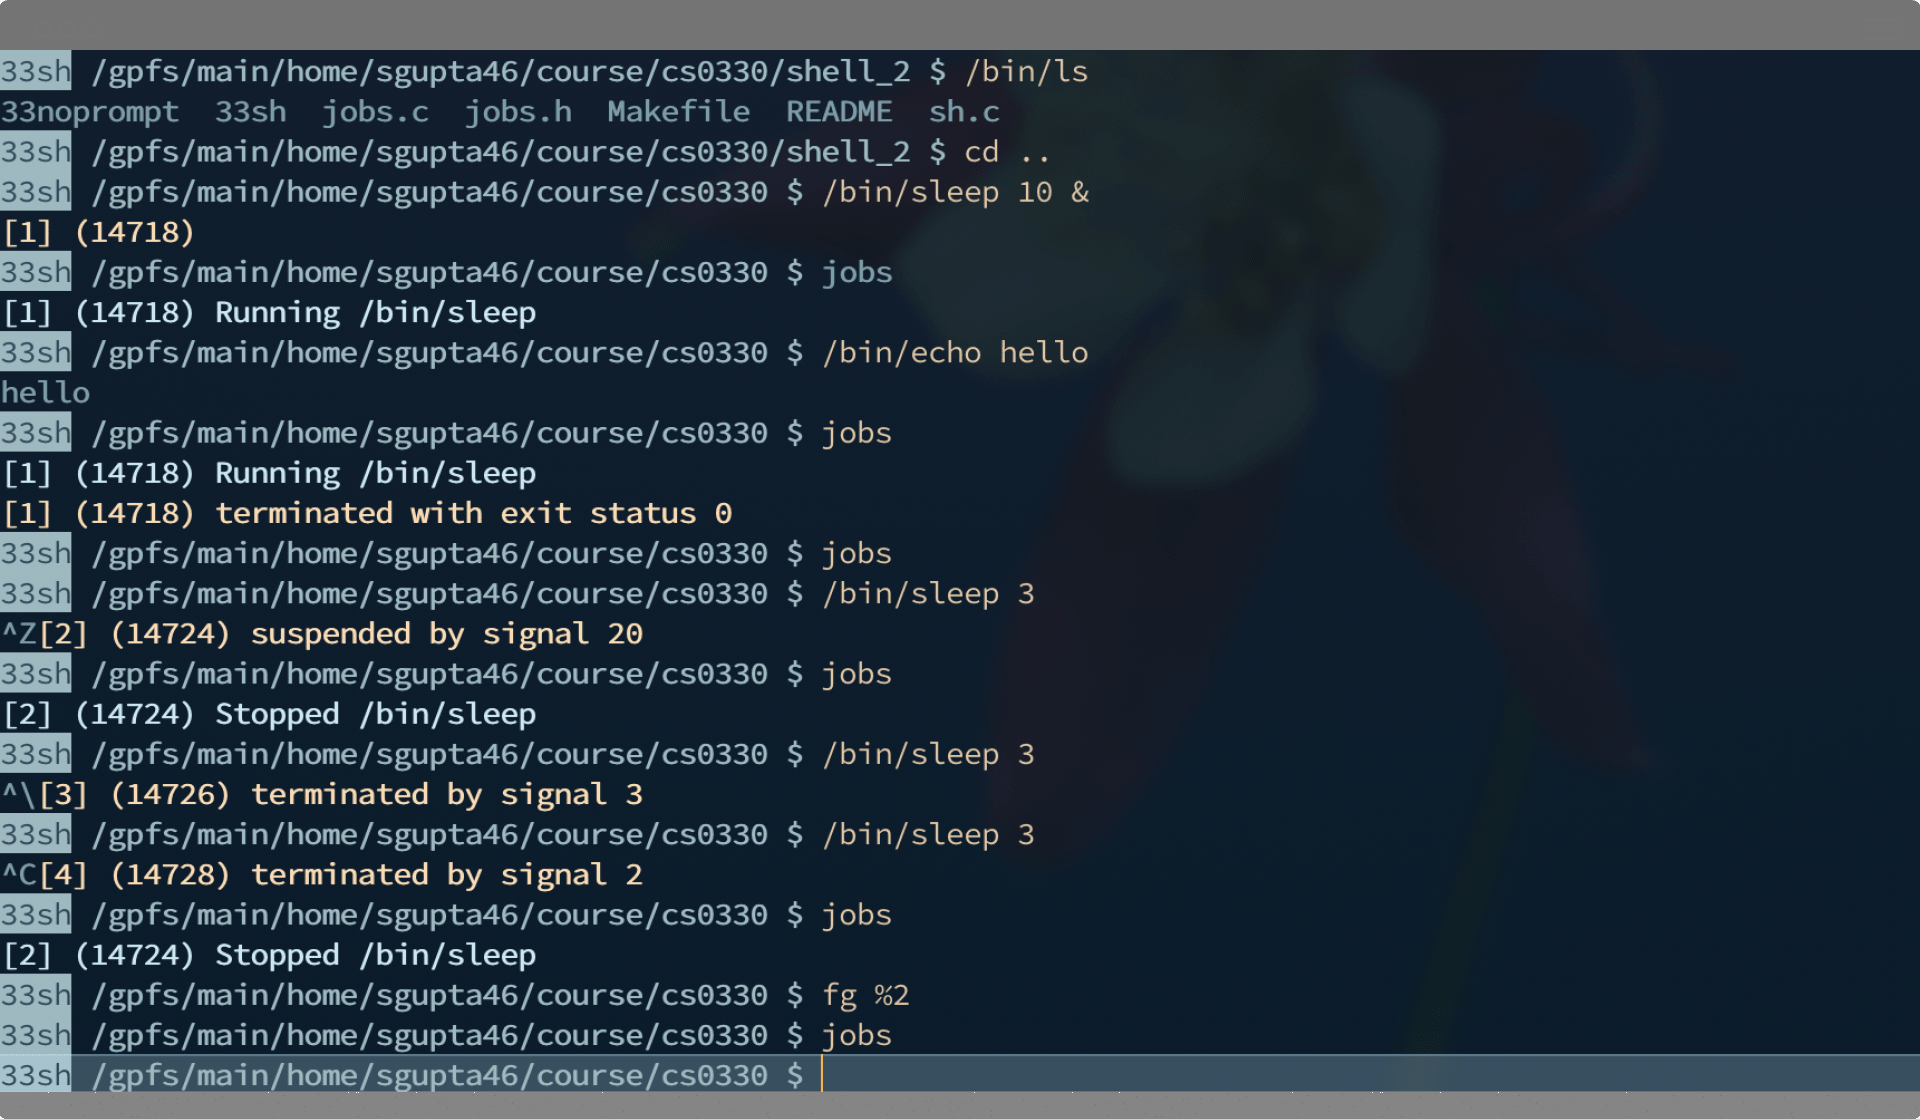 33sh /gpfs/main/home/sgupta46/course/cs0330/shell_2 $ /bin/ls
33noprompt  33sh  jobs.c  jobs.h  Makefile  README  sh.c
33sh /gpfs/main/home/sgupta46/course/cs0330/shell_2 $ cd ..
33sh /gpfs/main/home/sgupta46/course/cs0330 $ /bin/sleep 10 &
[1] (14718)
33sh /gpfs/main/home/sgupta46/course/cs0330 $ jobs
[1] (14718) Running /bin/sleep
33sh /gpfs/main/home/sgupta46/course/cs0330 $ /bin/echo hello
hello
33sh /gpfs/main/home/sgupta46/course/cs0330 $ jobs
[1] (14718) Running /bin/sleep
[1] (14718) terminated with exit status 0
33sh /gpfs/main/home/sgupta46/course/cs0330 $ jobs
33sh /gpfs/main/home/sgupta46/course/cs0330 $ /bin/sleep 3
^Z[2] (14724) suspended by signal 20
33sh /gpfs/main/home/sgupta46/course/cs0330 $ jobs
[2] (14724) Stopped /bin/sleep
33sh /gpfs/main/home/sgupta46/course/cs0330 $ /bin/sleep 3
^\[3] (14726) terminated by signal 3
33sh /gpfs/main/home/sgupta46/course/cs0330 $ /bin/sleep 3
^C[4] (14728) terminated by signal 2
33sh /gpfs/main/home/sgupta46/course/cs0330 $ jobs
[2] (14724) Stopped /bin/sleep
33sh /gpfs/main/home/sgupta46/course/cs0330 $ fg %2
33sh /gpfs/main/home/sgupta46/course/cs0330 $ jobs
33sh /gpfs/main/home/sgupta46/course/cs0330 $